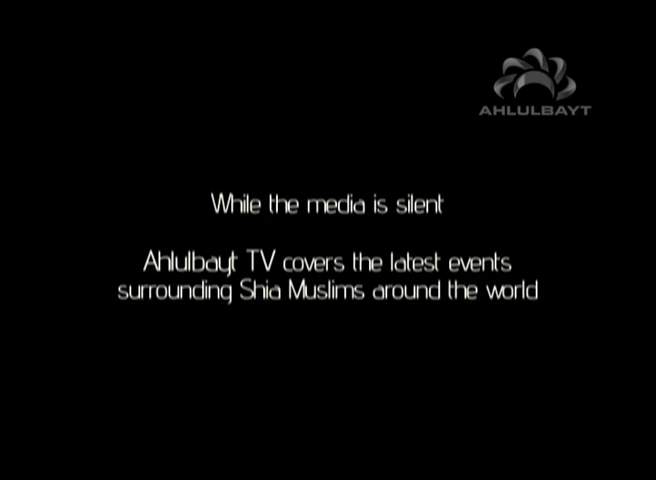 AHLULBAYT
While the media is silent
Ahlulbayt TV covers the latest events
surrounding Shia Muslims around the world